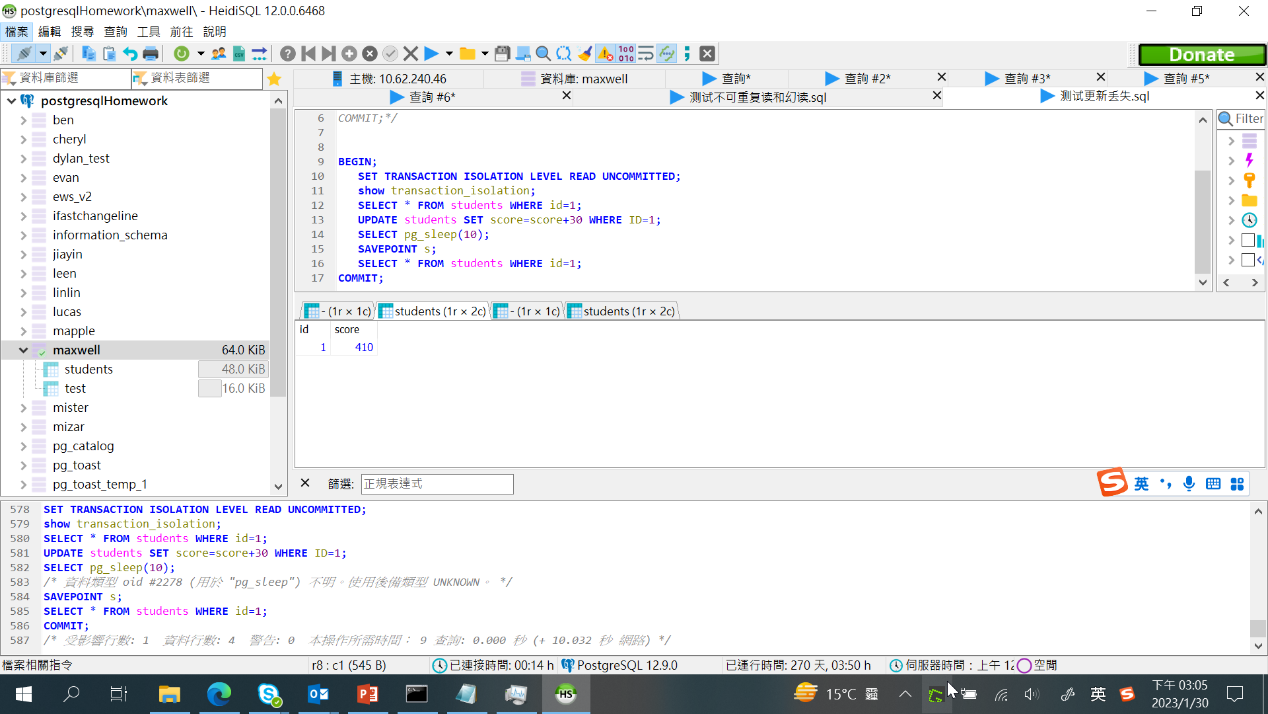 postgresqlHomework\maxwell\ - HeidiSQL 12.0.0.6468
檔案 編輯 搜尋 查詢 工具 前往 說明
Donate
資料庫篩選 資料表篩選
主機: 10.62.240.46 資料庫: maxwell 查詢* 查詢 #2* 查詢 #3* 查詢 #5*
查詢 #6* 测试不可重复读和幻读.sql 测试更新丢失.sql
postgresqlHomework
ben
cheryl
dylan_test
evan
ews_v2
ifastchangeline
information_schema
jiayin
leen
linlin
lucas
mapple
maxwell 64.0 KiB
students 48.0 KiB
test 16.0 KiB
mister
mizar
pg_catalog
pg_toast
pg_toast_temp_1
6 COMMIT;*/
7
8
9 BEGIN;
10 SET TRANSACTION ISOLATION LEVEL READ UNCOMMITTED;
11 show transaction_isolation;
12 SELECT * FROM students WHERE id=1;
13 UPDATE students SET score=score+30 WHERE ID=1;
14 SELECT pg_sleep(10);
15 SAVEPOINT s;
16 SELECT * FROM students WHERE id=1;
17 COMMIT;
Filter
- (1r × 1c) students (1r × 2c) - (1r × 1c) students (1r × 2c)
id score
1 410
篩選: 正規表達式
英
578 SET TRANSACTION ISOLATION LEVEL READ UNCOMMITTED;
579 show transaction_isolation;
580 SELECT * FROM students WHERE id=1;
581 UPDATE students SET score=score+30 WHERE ID=1;
582 SELECT pg_sleep(10);
583 /* 資料類型 oid #2278 (用於 "pg_sleep") 不明。使用後備類型 UNKNOWN。 */
584 SAVEPOINT s;
585 SELECT * FROM students WHERE id=1;
586 COMMIT;
587 /* 受影響行數: 1 資料行數: 4 警告: 0 本操作所需時間： 9 查詢: 0.000 秒 (+ 10.032 秒 網路) */
檔案相關指令 r8 : c1 (545 B) 已連接時間: 00:14 h PostgreSQL 12.9.0 已運行時間: 270 天, 03:50 h 伺服器時間：上午 12 空閒
15°C 霾 英 下午 03:05
2023/1/30